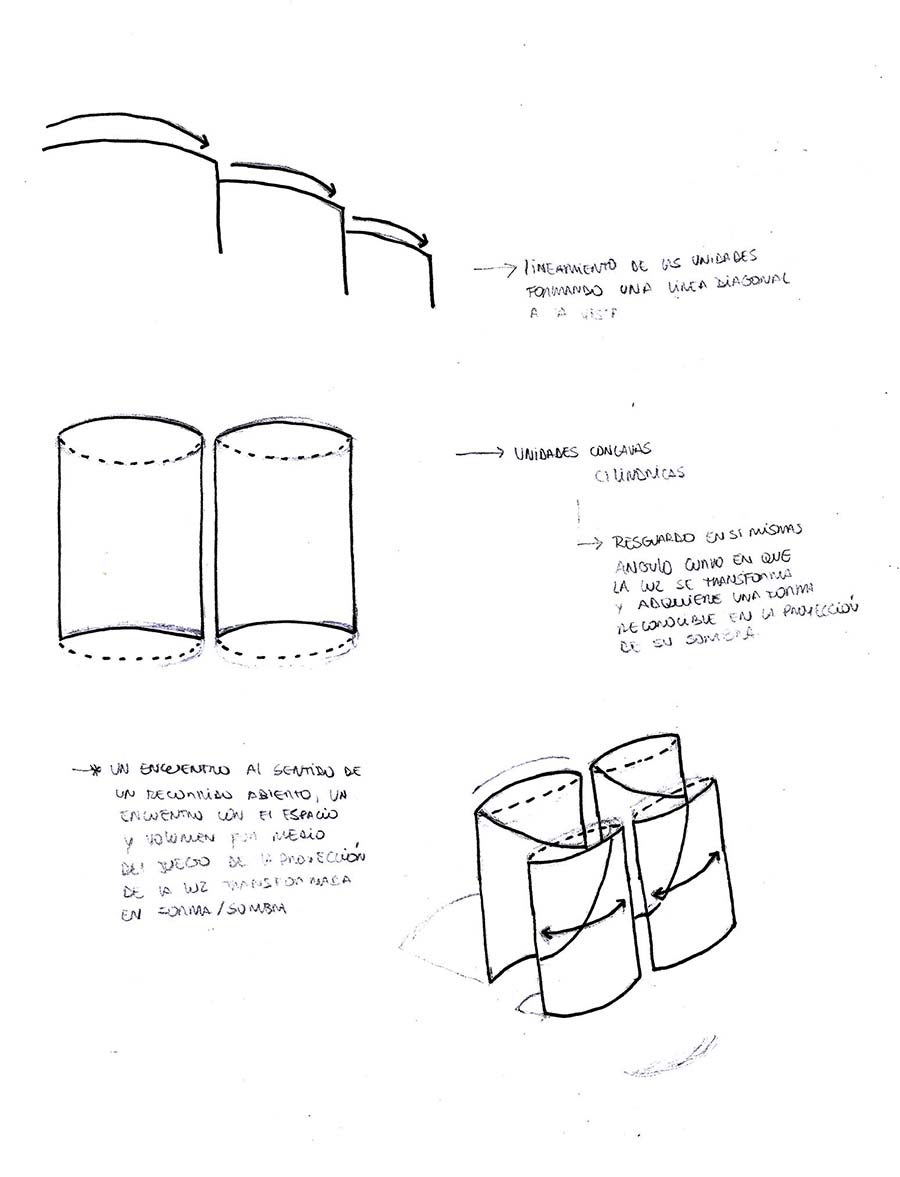 LINEAMIENTO DE LAS UNIDADES
FORMANDO UNA LÍNEA DIAGONAL
A LA VISTA
UNIDADES CONCAVAS
CILÍNDRICAS
RESGUARDO EN SI MISMAS
ANGULO CURVO EN QUE
LA LUZ SE TRANSFORMA
Y ADQUIERE UNA FORMA
RECONOCIBLE EN LA PROYECCIÓN
DE SU SOMBRA
UN ENCUENTRO AL SENTIDO DE
UN RECORRIDO ABIERTO, UN
ENCUENTRO CON EL ESPACIO
Y VOLUMEN POR MEDIO
DEL JUEGO DE LA PROYECCIÓN
DE LA LUZ TRANSFORMADA
EN FORMA/SOMBRA